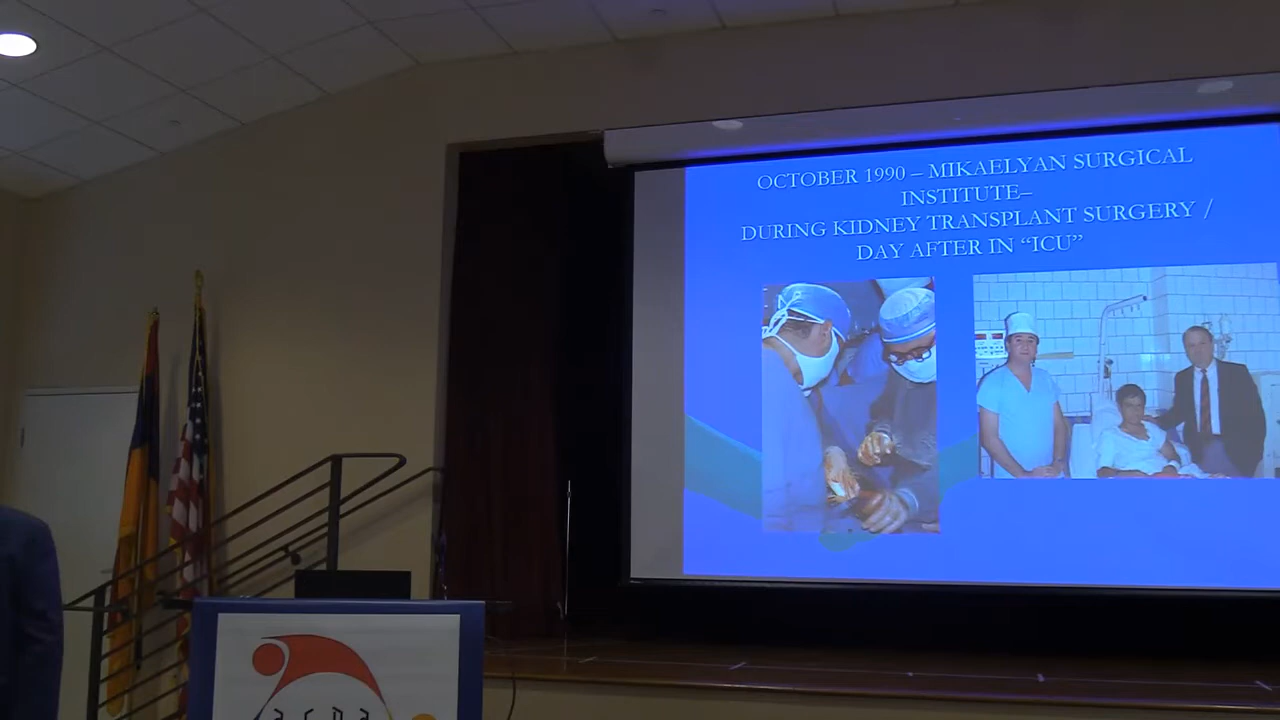 OCTOBER 1990 – MIKAELYAN SURGICAL
INSTITUTE–
DURING KIDNEY TRANSPLANT SURGERY /
DAY AFTER IN “ICU”